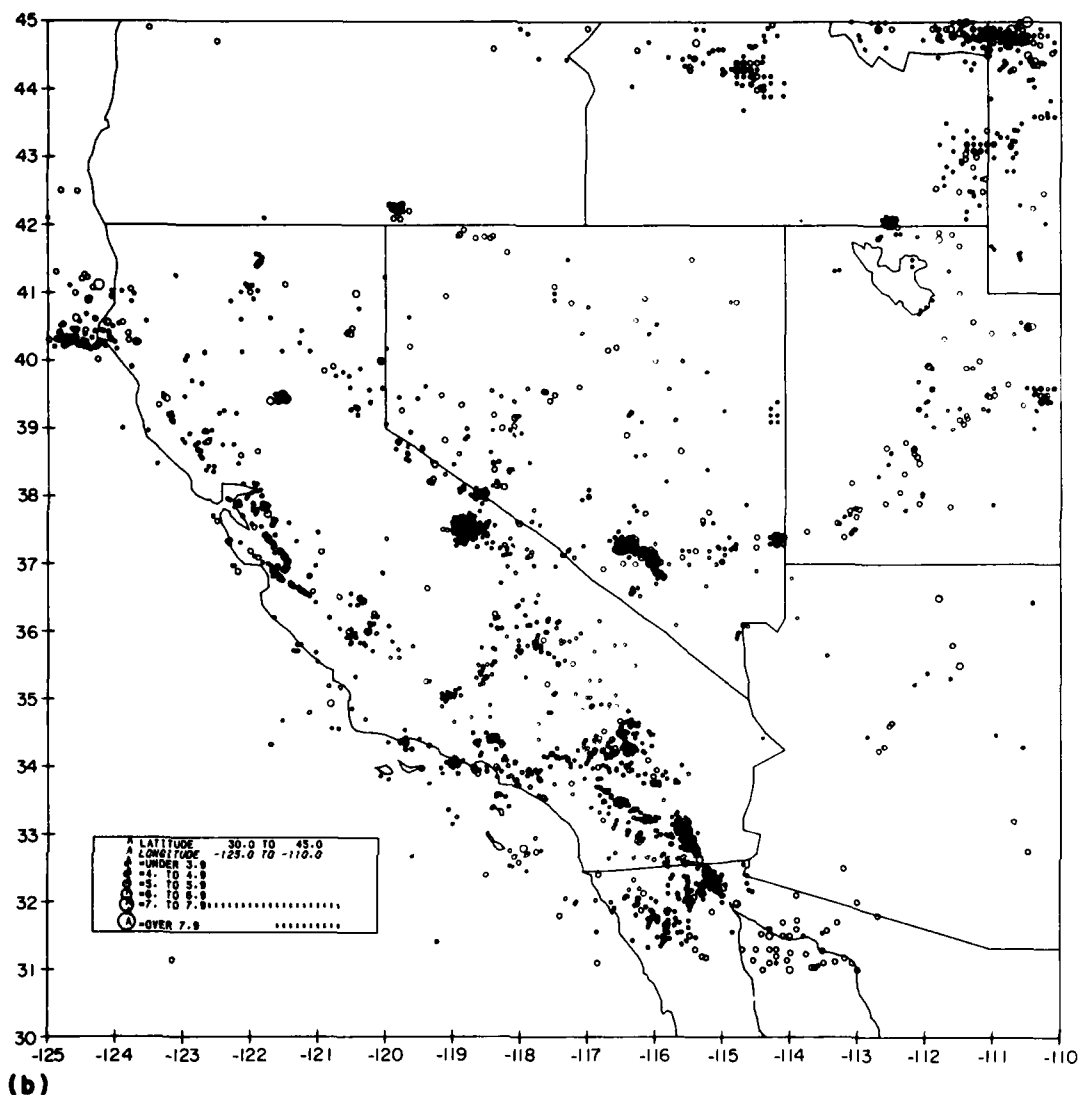 45
44
43
42
41
40
39
38
37
36
35
34
33
32
31
30
LATITUDE 30.0 TO 45.0
LONGITUDE -125.0 TO -110.0
=UNDER 3.9
=4. TO 4.9
=5. TO 5.9
=6. TO 6.9
=7. TO 7.9
A =OVER 7.9
-125 -124 -123 -122 -121 -120 -119 -118 -117 -116 -115 -114 -113 -112 -111 -110
(b)